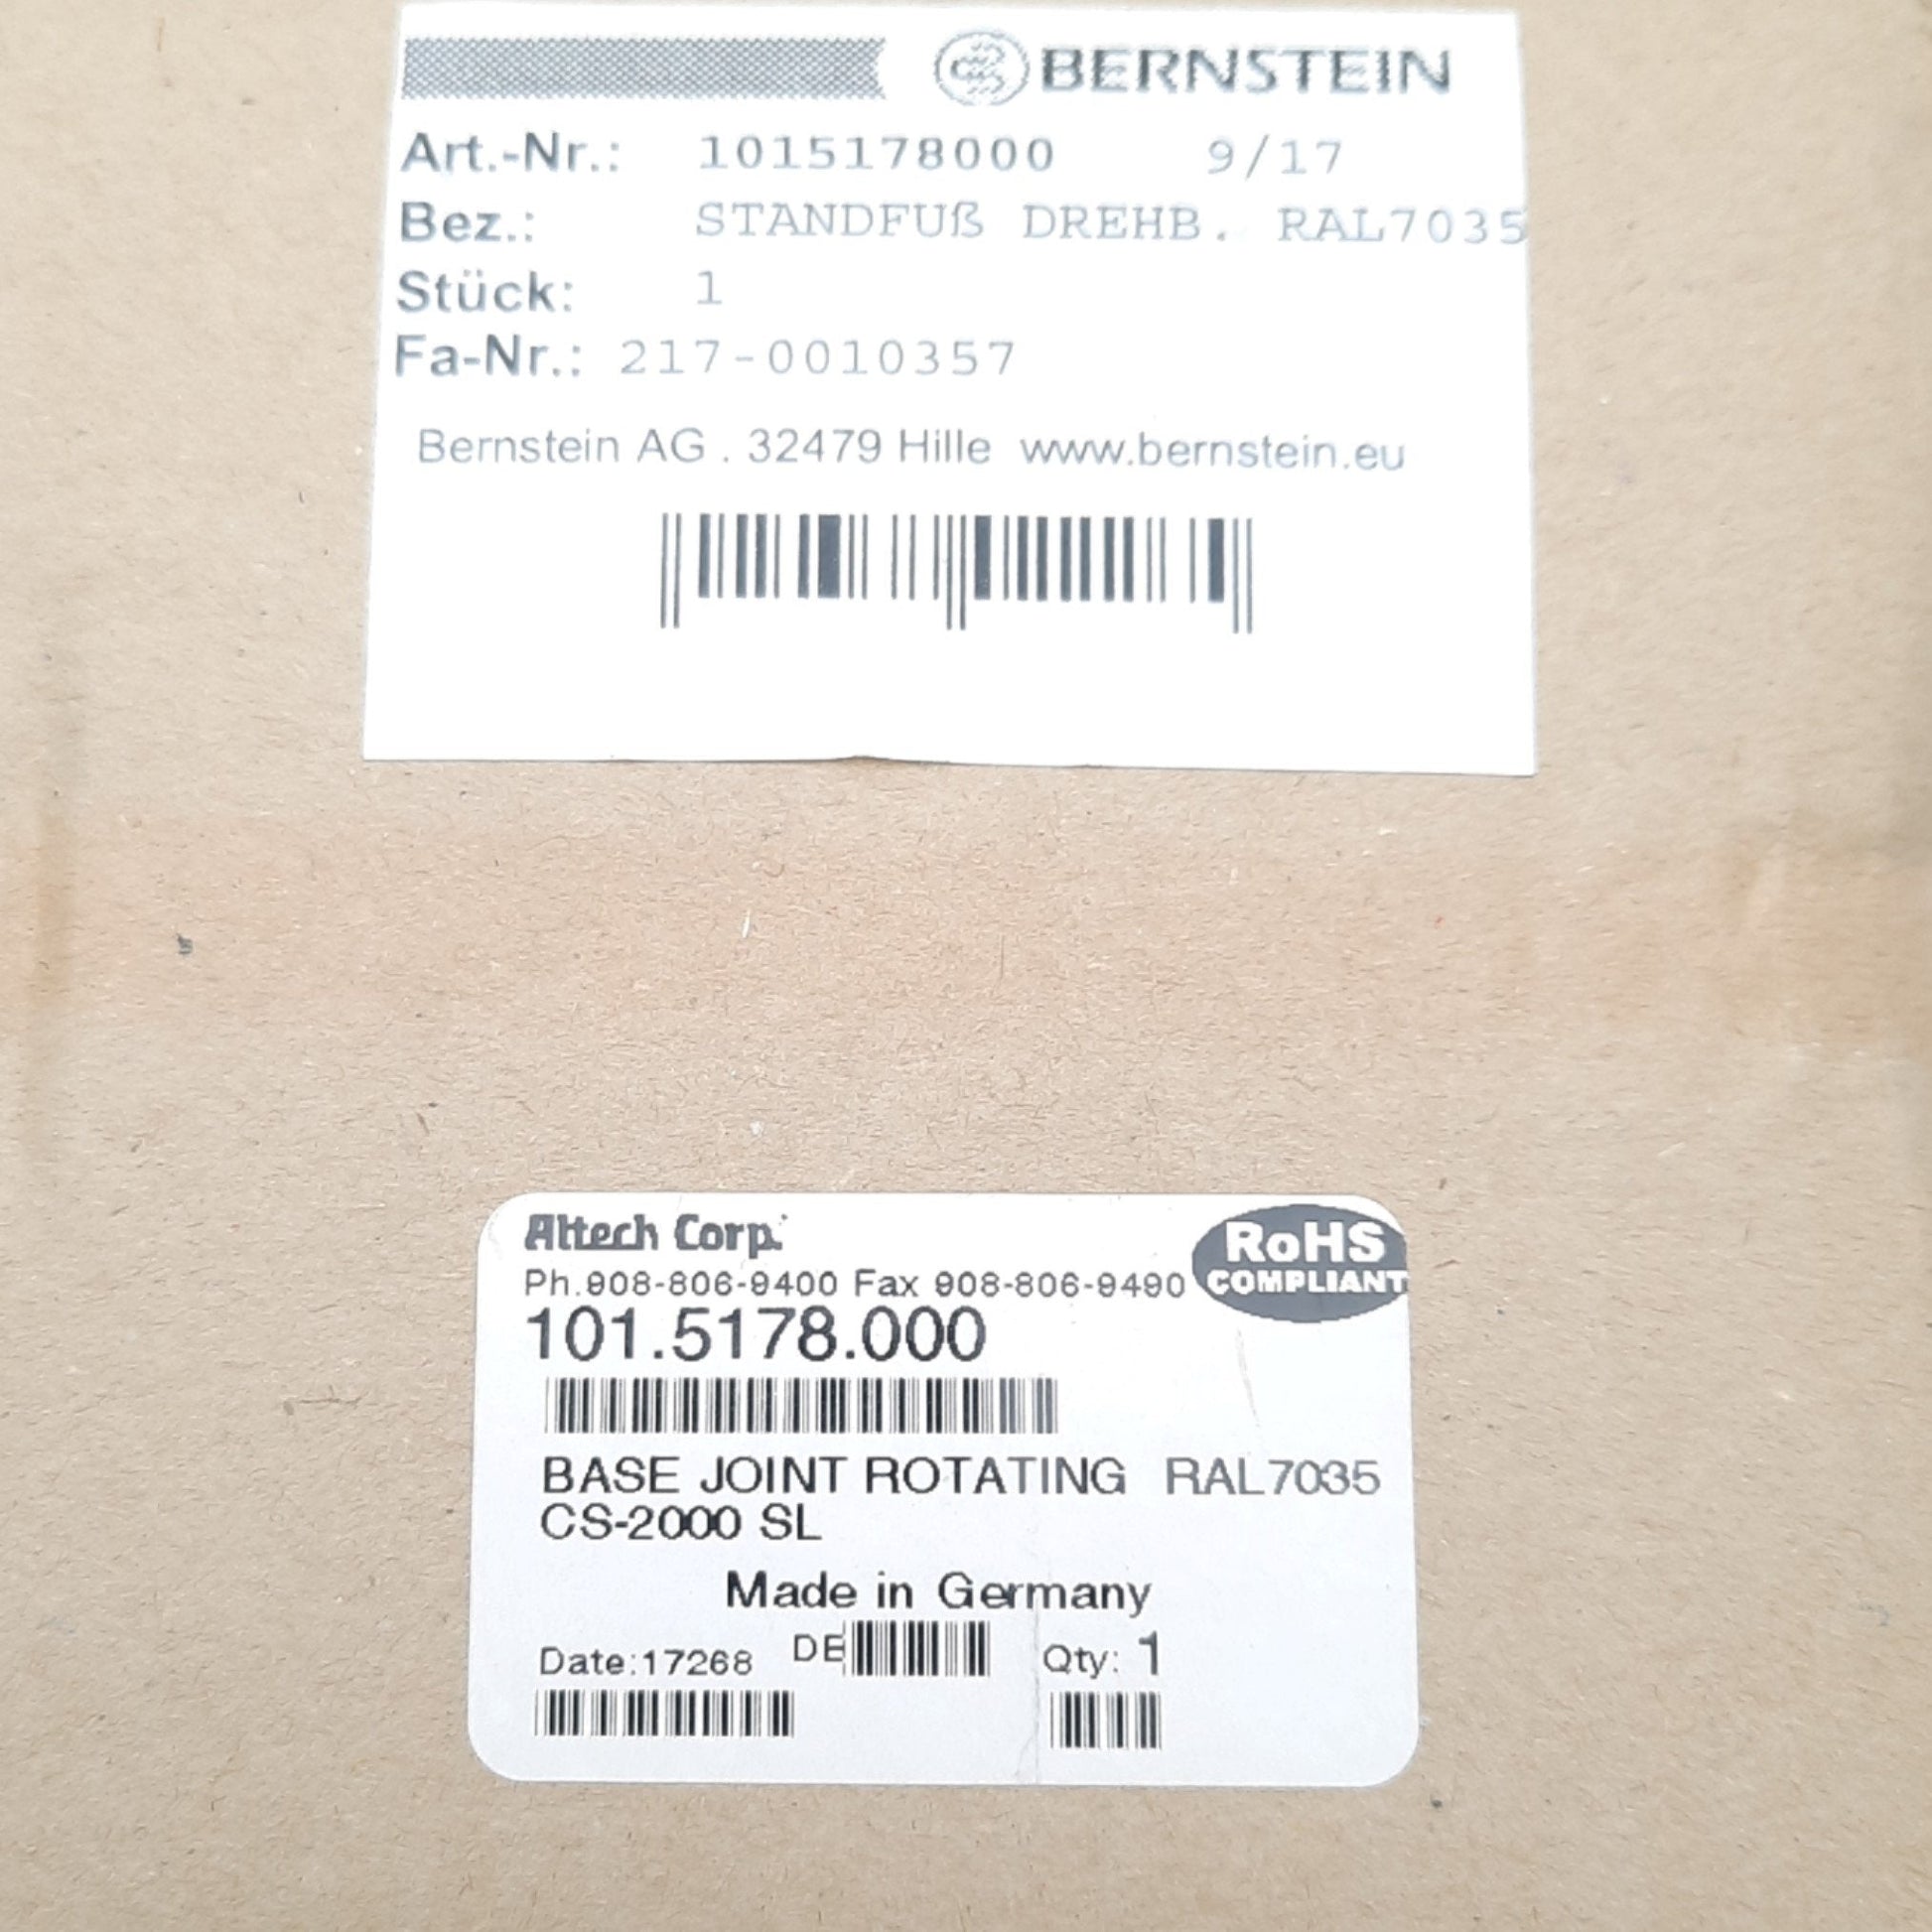 BERNSTEIN
Art.-Nr.: 1015178000 9/17
Bez.: STANDFUß DREHB. RAL7035
Stück: 1
Fa-Nr.: 217-0010357
Bernstein AG . 32479 Hille www.bernstein.eu
Altech Corp.
RoHS
COMPLIANT
Ph.908-806-9400 Fax 908-806-9490
101.5178.000
BASE JOINT ROTATING RAL7035
CS-2000 SL
Made in Germany
Date:17268 DE Qty: 1